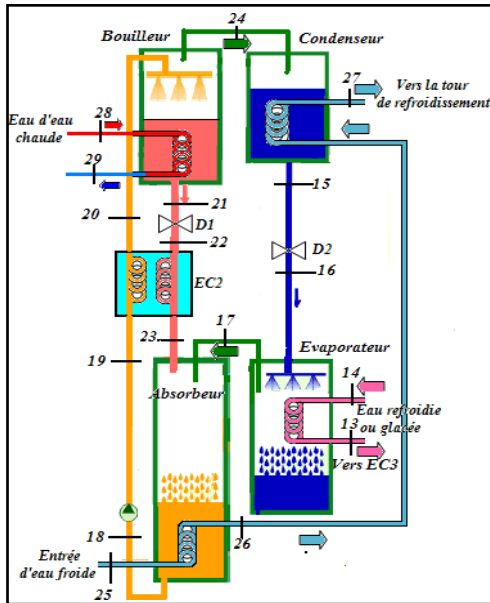 24
Bouilleur
Condenseur
27
Vers la tour
de refroidissement
Eau d'eau
chaude
28
29
15
20
21
D1
22
D2
16
EC2
23
17
Evaporateur
19
14
Absorbeur
Eau refroidie
ou glacée
13
Vers EC3
18
26
Entrée
d'eau froide
25